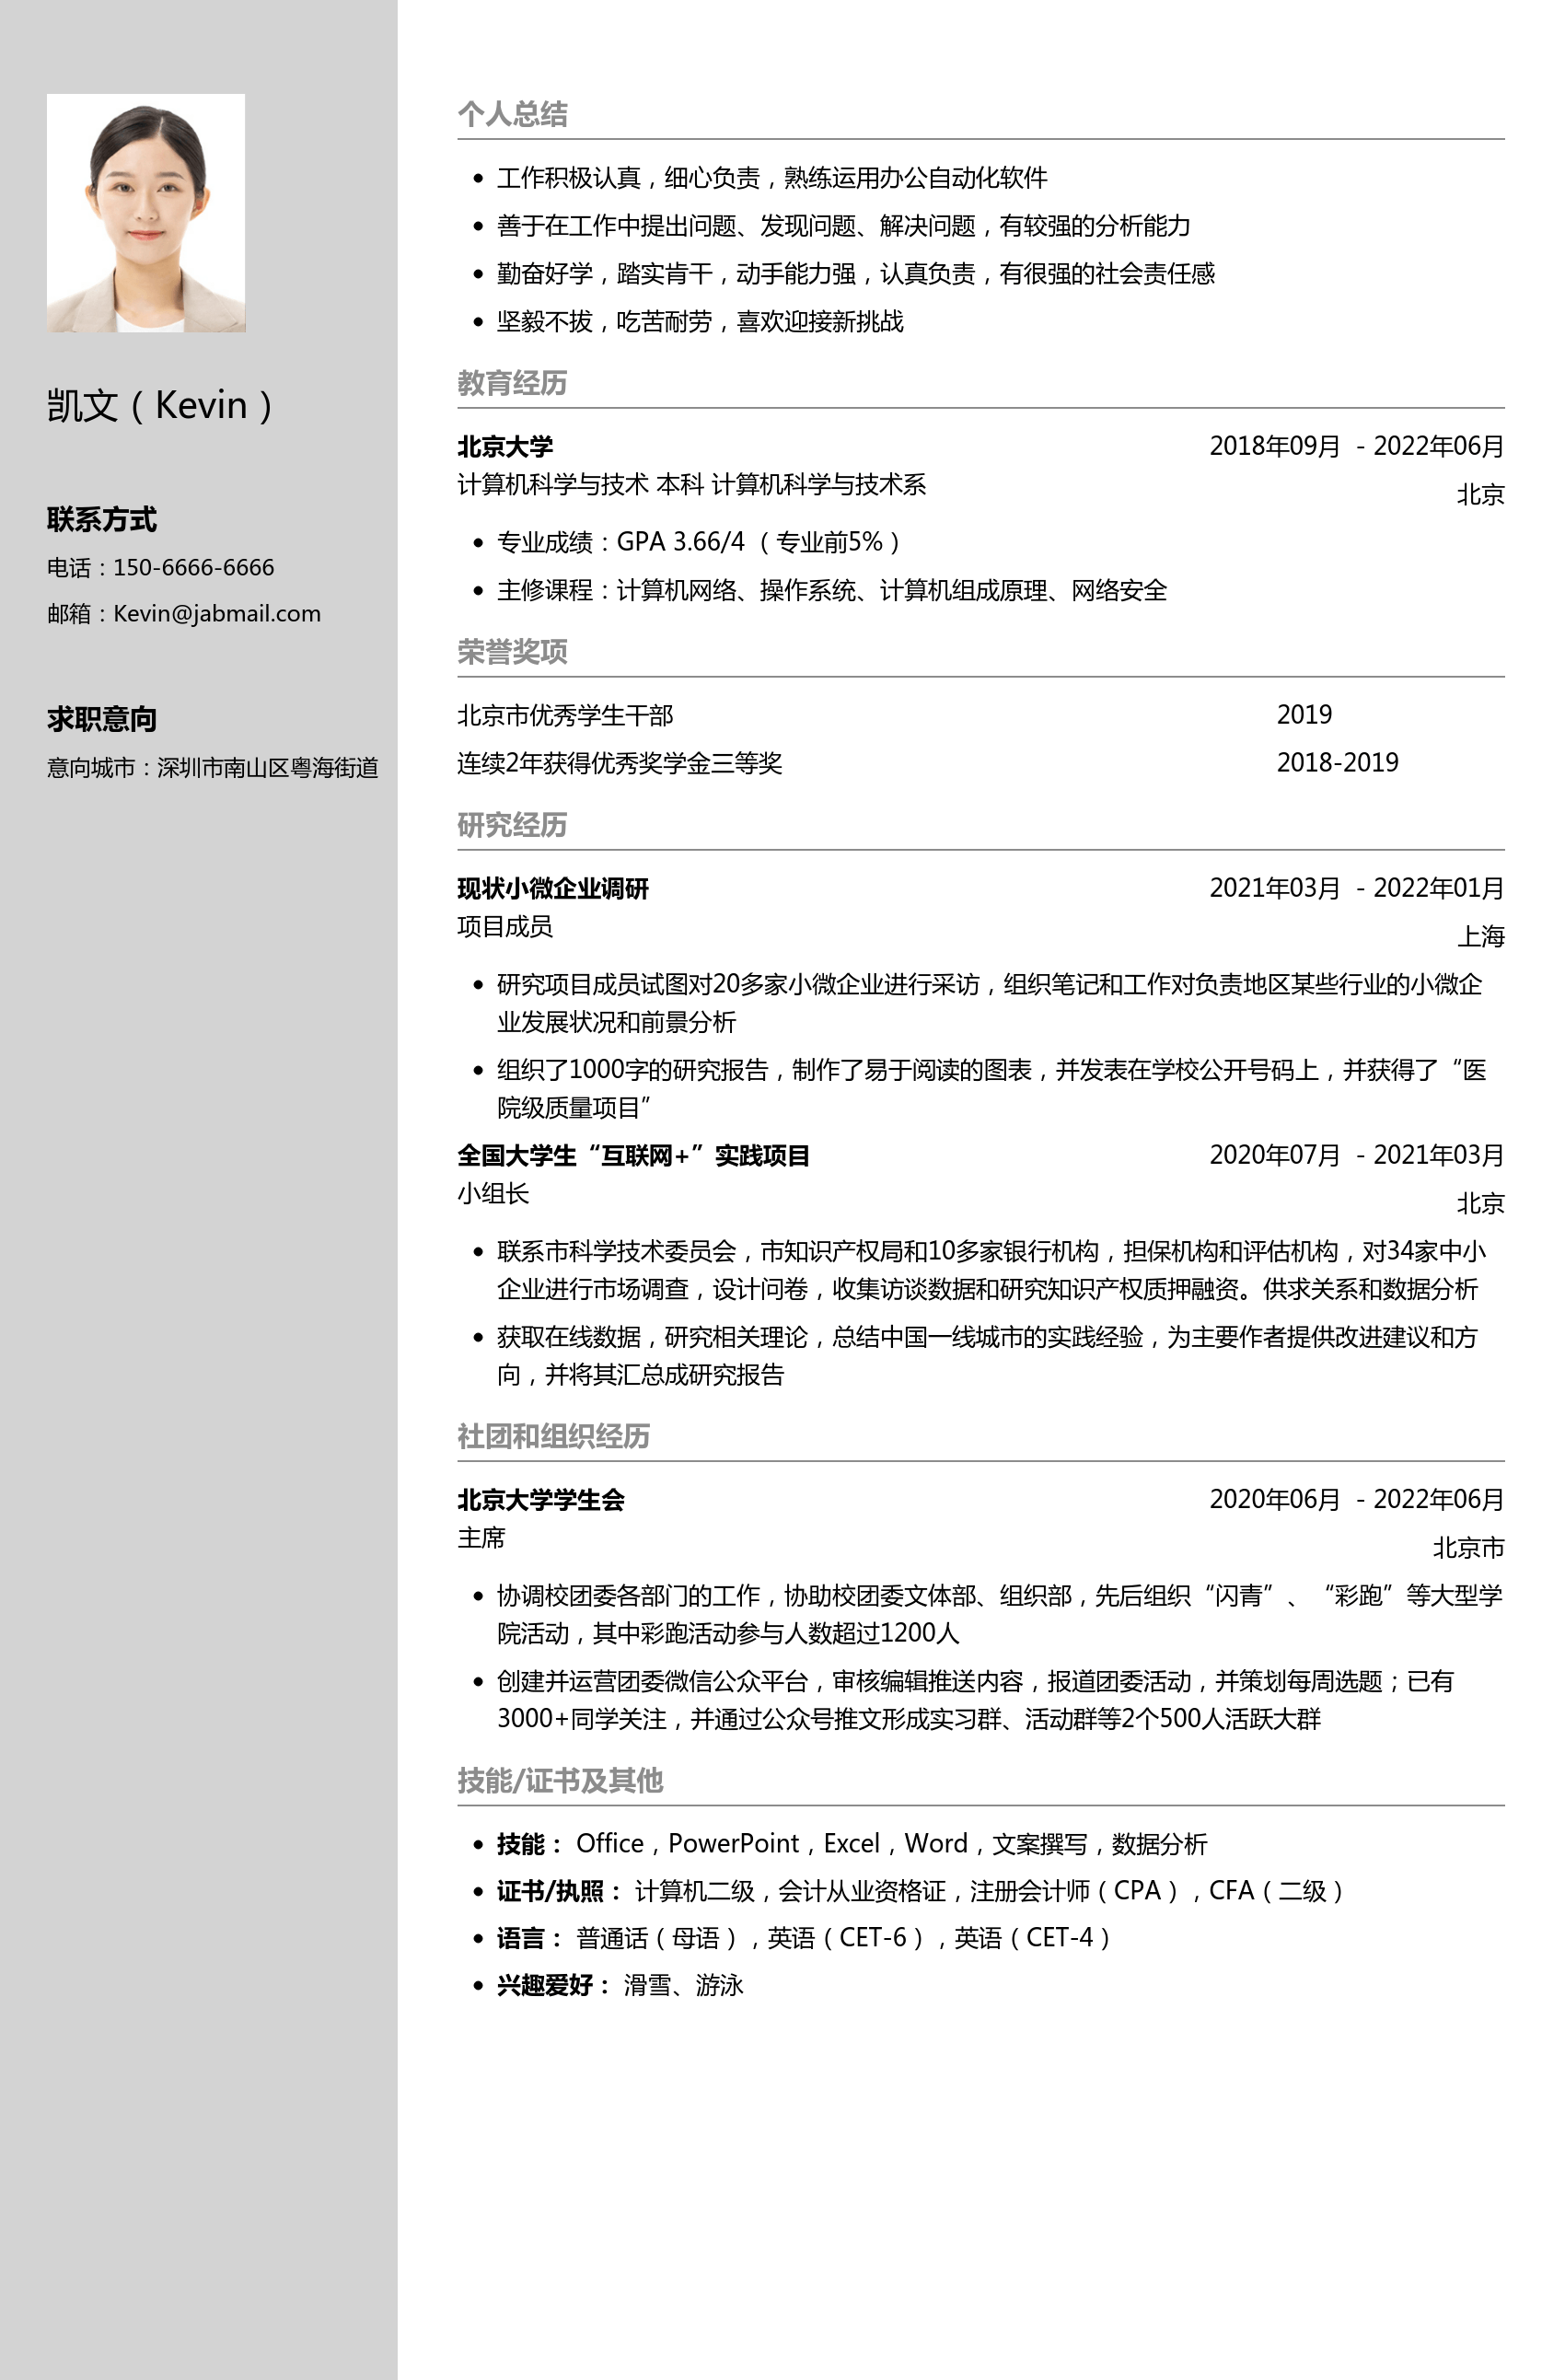 凯文（Kevin）
联系方式
电话：150-6666-6666
邮箱：Kevin@jabmail.com
求职意向
意向城市：深圳市南山区粤海街道
个人总结
工作积极认真，细心负责，熟练运用办公自动化软件
善于在工作中提出问题、发现问题、解决问题，有较强的分析能力
勤奋好学，踏实肯干，动手能力强，认真负责，有很强的社会责任感
坚毅不拔，吃苦耐劳，喜欢迎接新挑战
教育经历
北京大学 2018年09月 - 2022年06月
计算机科学与技术 本科 计算机科学与技术系 北京
专业成绩：GPA 3.66/4 （专业前5%）
主修课程：计算机网络、操作系统、计算机组成原理、网络安全
荣誉奖项
北京市优秀学生干部 2019
连续2年获得优秀奖学金三等奖 2018-2019
研究经历
现状小微企业调研 2021年03月 - 2022年01月
项目成员 上海
研究项目成员试图对20多家小微企业进行采访，组织笔记和工作对负责地区某些行业的小微企
业发展状况和前景分析
组织了1000字的研究报告，制作了易于阅读的图表，并发表在学校公开号码上，并获得了“医
院级质量项目”
全国大学生“互联网+”实践项目 2020年07月 - 2021年03月
小组长 北京
联系市科学技术委员会，市知识产权局和10多家银行机构，担保机构和评估机构，对34家中小
企业进行市场调查，设计问卷，收集访谈数据和研究知识产权质押融资。供求关系和数据分析
获取在线数据，研究相关理论，总结中国一线城市的实践经验，为主要作者提供改进建议和方
向，并将其汇总成研究报告
社团和组织经历
北京大学学生会 2020年06月 - 2022年06月
主席 北京市
协调校团委各部门的工作，协助校团委文体部、组织部，先后组织“闪青”、“彩跑”等大型学
院活动，其中彩跑活动参与人数超过1200人
创建并运营团委微信公众平台，审核编辑推送内容，报道团委活动，并策划每周选题；已有
3000+同学关注，并通过公众号推文形成实习群、活动群等2个500人活跃大群
技能/证书及其他
技能： Office，PowerPoint，Excel，Word，文案撰写，数据分析
证书/执照： 计算机二级，会计从业资格证，注册会计师（CPA），CFA（二级）
语言： 普通话（母语），英语（CET-6），英语（CET-4）
兴趣爱好： 滑雪、游泳